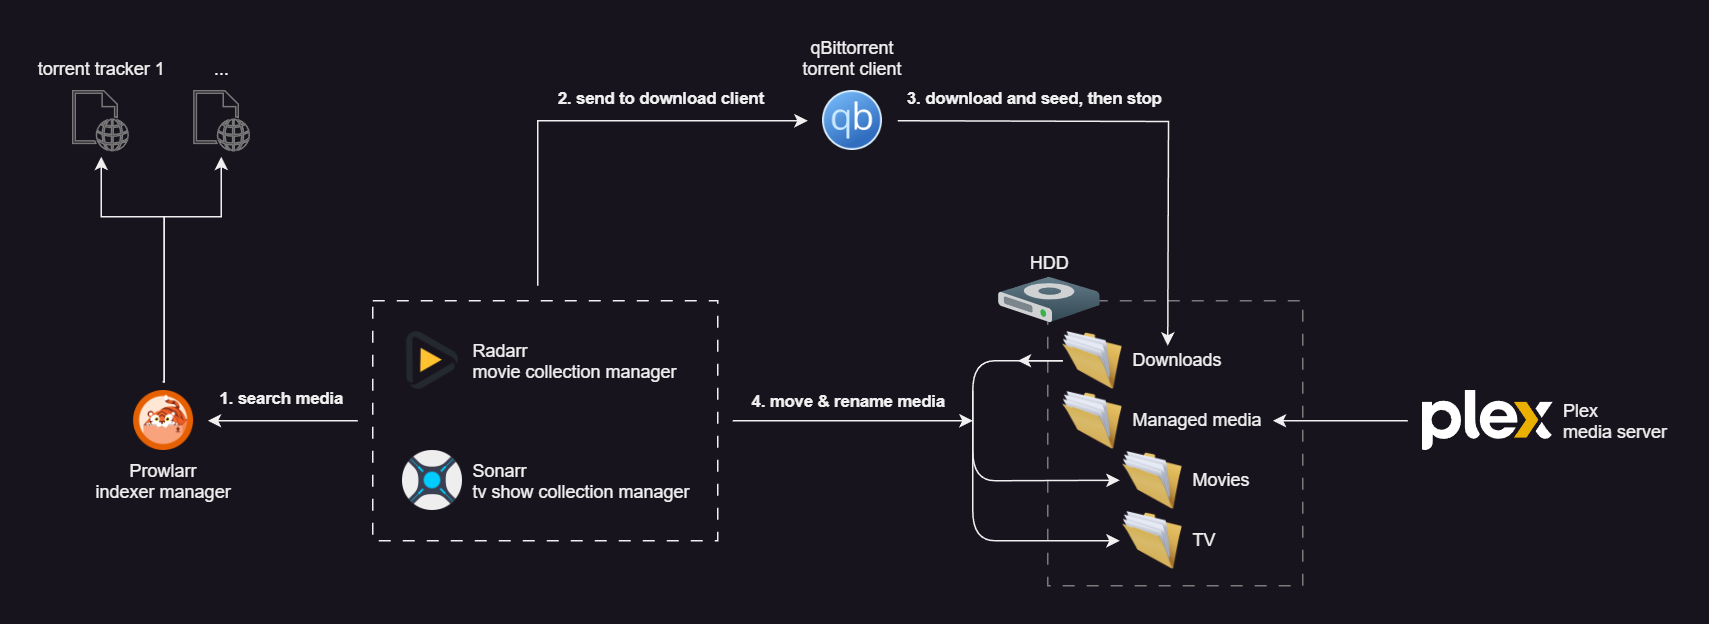 qBittorrent
torrent client
torrent tracker 1
...
2. send to download client
qb
3. download and seed, then stop
HDD
Radarr
movie collection manager
Downloads
1. search media
4. move & rename media
Managed media
plex
Plex
media server
Prowlarr
indexer manager
Sonarr
tv show collection manager
Movies
TV